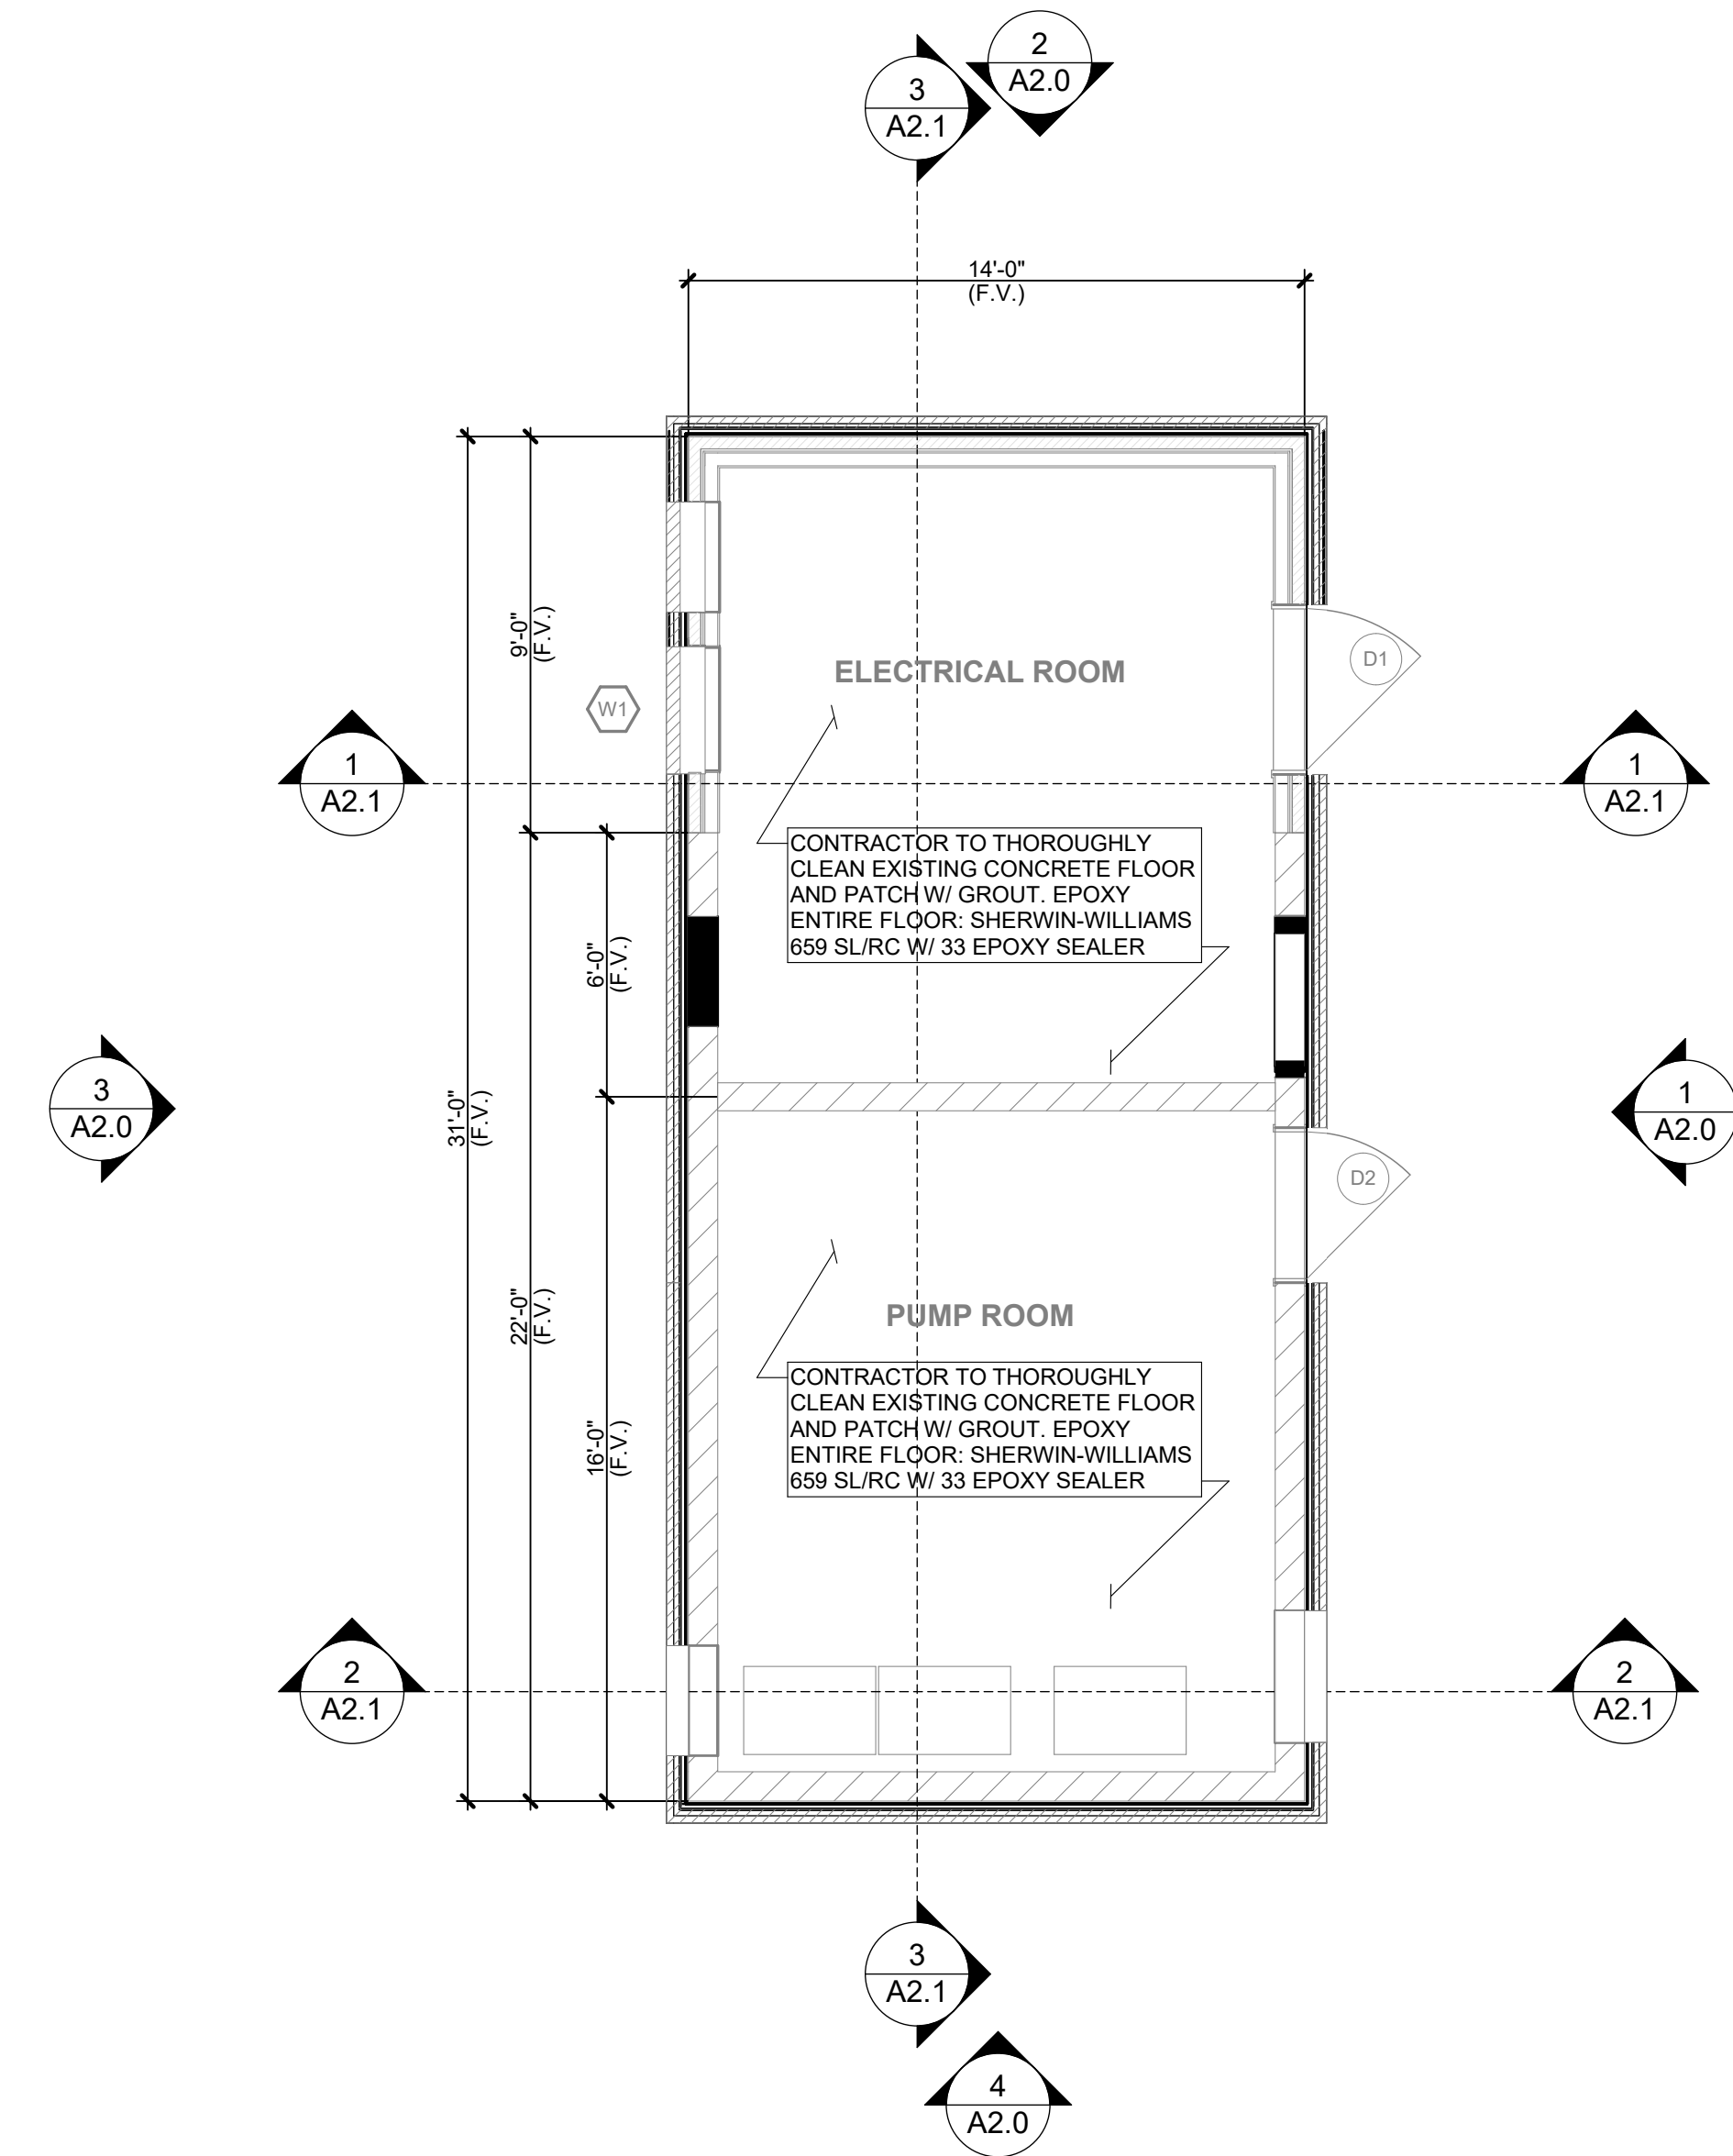 2
A2.0
3
A2.1
14'-0"
(F.V.)
9'-0"
(F.V.)
ELECTRICAL ROOM
D1
W1
1
A2.1
1
A2.1
CONTRACTOR TO THOROUGHLY
CLEAN EXISTING CONCRETE FLOOR
AND PATCH W/ GROUT. EPOXY
ENTIRE FLOOR: SHERWIN-WILLIAMS
659 SL/RC W/ 33 EPOXY SEALER
6'-0"
(F.V.)
3
A2.0
31'-0"
(F.V.)
1
A2.0
D2
22'-0"
(F.V.)
PUMP ROOM
CONTRACTOR TO THOROUGHLY
CLEAN EXISTING CONCRETE FLOOR
AND PATCH W/ GROUT. EPOXY
ENTIRE FLOOR: SHERWIN-WILLIAMS
659 SL/RC W/ 33 EPOXY SEALER
16'-0"
(F.V.)
2
A2.1
2
A2.1
3
A2.1
4
A2.0